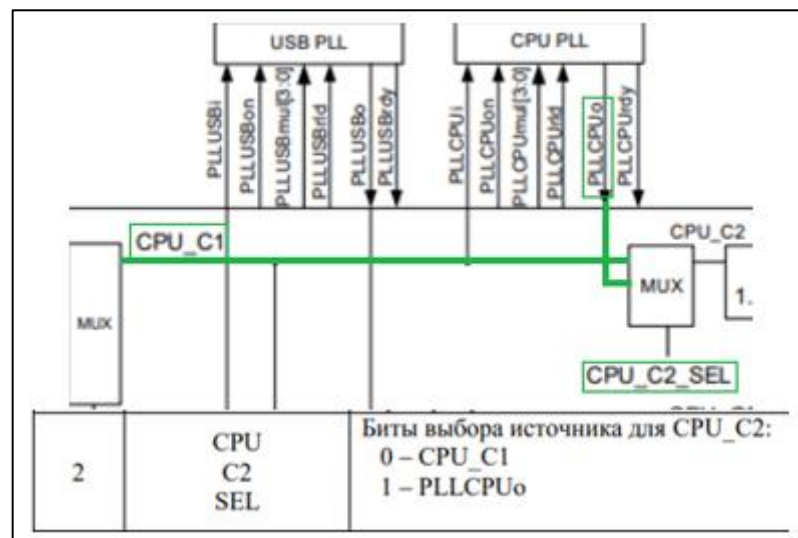 USB PLL
CPU PLL
PLLUSBi
PLLUSBon
PLLUSBmul[3:0]
PLLUSBrld
PLLUSBo
PLLUSBrdy
PLLCPUi
PLLCPUon
PLLCPUmul[3:0]
PLLCPUrld
PLLCPUo
PLLCPUrdy
CPU_C1
CPU_C2
MUX
MUX
1.
CPU_C2_SEL
2
CPU
C2
SEL
Биты выбора источника для CPU_C2:
0 – CPU_C1
1 – PLLCPUo